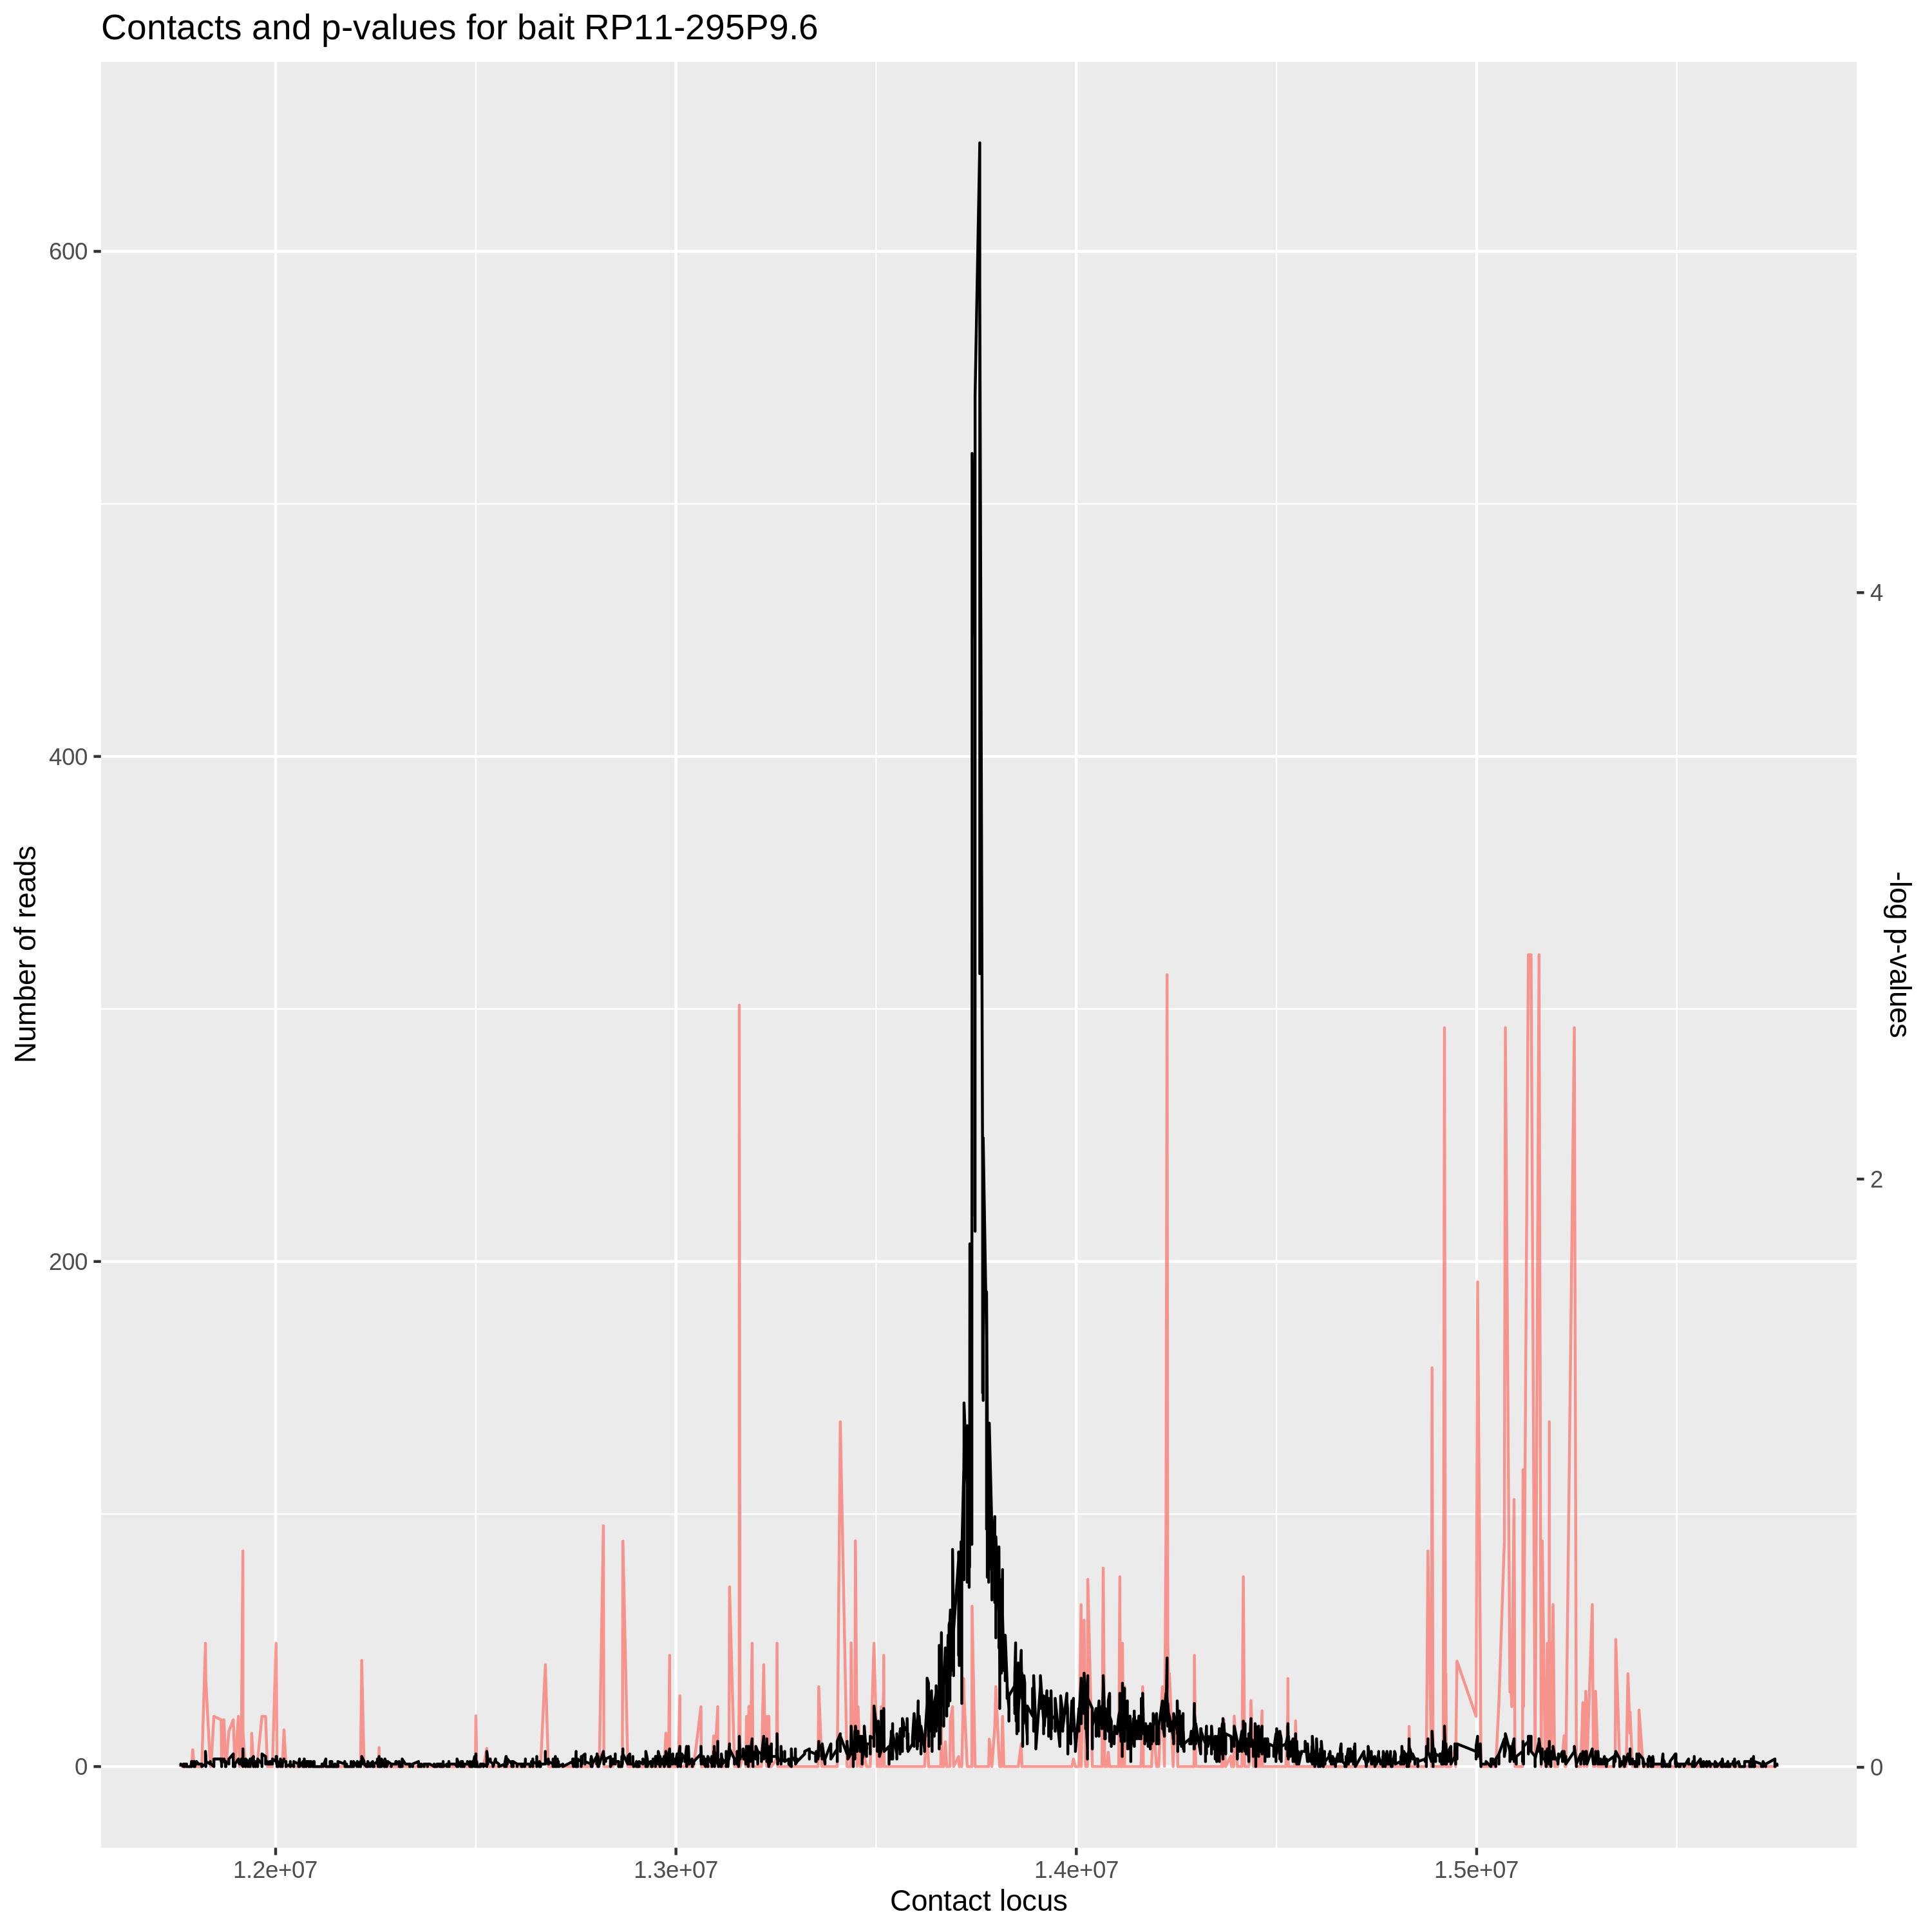 Contacts and p-values for bait RP11-295P9.6
600
400
200
0
Number of reads
4
2
0
-log p-values
1.2e+07
1.3e+07
1.4e+07
1.5e+07
Contact locus